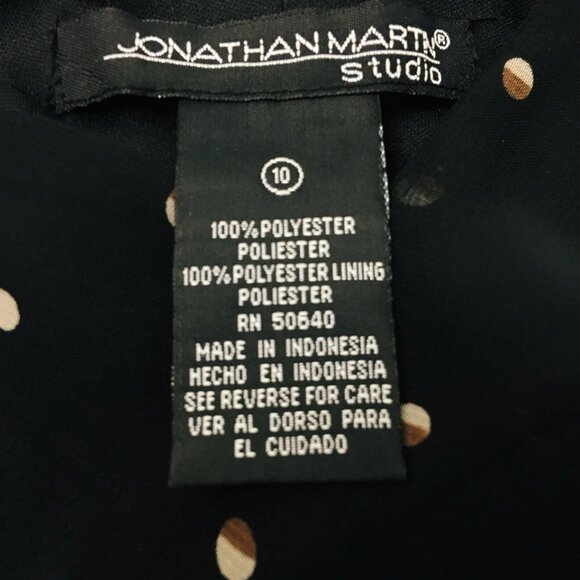 JONATHAN MARTIN®
studio
10
100% POLYESTER
POLIESTER
100% POLYESTER LINING
POLIESTER
RN 50640
MADE IN INDONESIA
HECHO EN INDONESIA
SEE REVERSE FOR CARE
VER AL DORSO PARA
EL CUIDADO